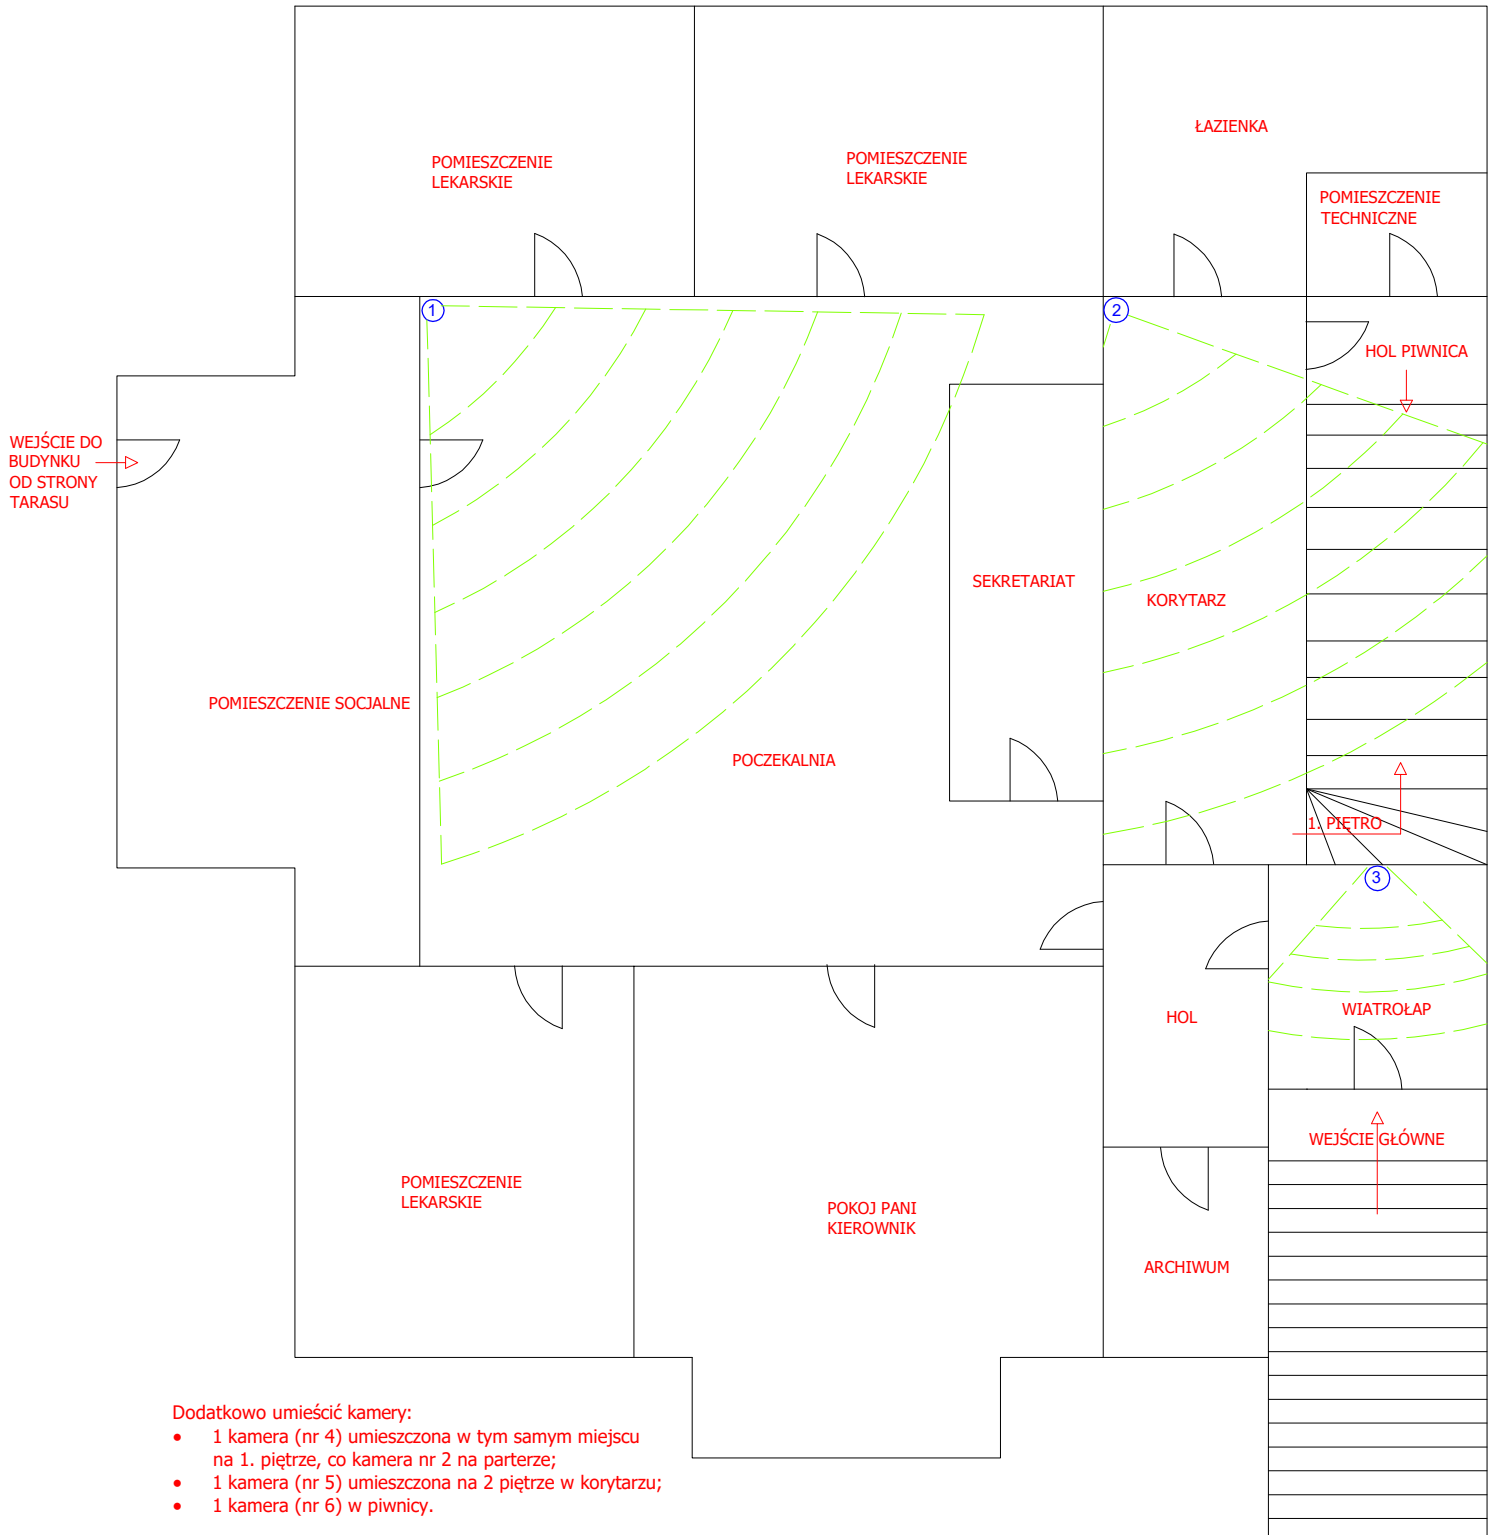 ŁAZIENKA
POMIESZCZENIE
LEKARSKIE
POMIESZCZENIE
LEKARSKIE
POMIESZCZENIE
TECHNICZNE
1
2
HOL PIWNICA
WEJŚCIE DO
BUDYNKU
OD STRONY
TARASU
SEKRETARIAT
KORYTARZ
POMIESZCZENIE SOCJALNE
POCZEKALNIA
1. PIETRO
3
WIATROŁAP
HOL
WEJŚCIE GŁÓWNE
POMIESZCZENIE
LEKARSKIE
POKOJ PANI
KIEROWNIK
ARCHIWUM
Dodatkowo umieścić kamery:
• 1 kamera (nr 4) umieszczona w tym samym miejscu
na 1. piętrze, co kamera nr 2 na parterze;
• 1 kamera (nr 5) umieszczona na 2 piętrze w korytarzu;
• 1 kamera (nr 6) w piwnicy.